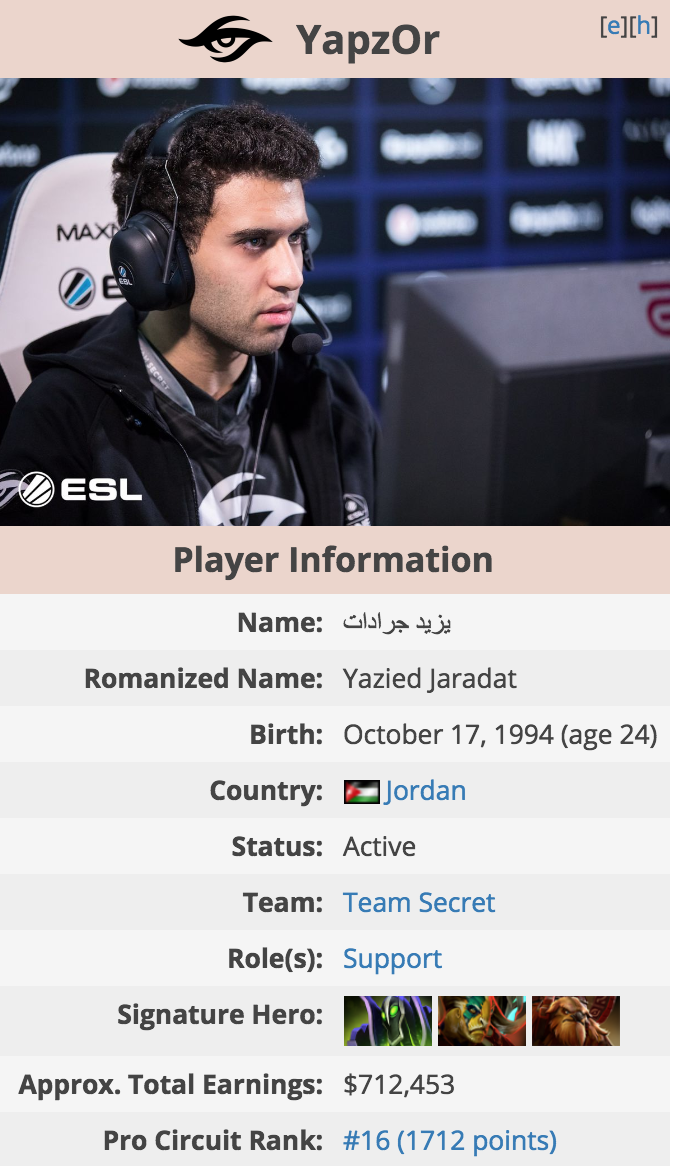 YapzOr
[e][h]
MAXN
ESL
ESL
Player Information
Name: يزيد جرادات
Romanized Name: Yazied Jaradat
Birth: October 17, 1994 (age 24)
Country: Jordan
Status: Active
Team: Team Secret
Role(s): Support
Signature Hero:
Approx. Total Earnings: $712,453
Pro Circuit Rank: #16 (1712 points)